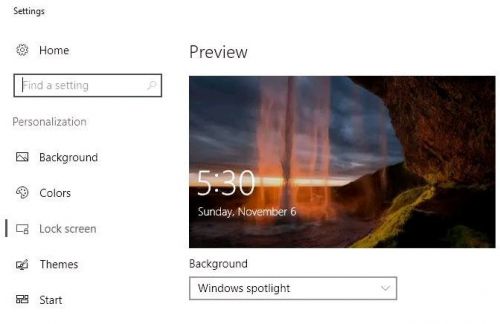 Settings
Home
Find a setting
Personalization
Background
Colors
Lock screen
Themes
Start
Preview
5:30
Sunday, November 6
Background
Windows spotlight